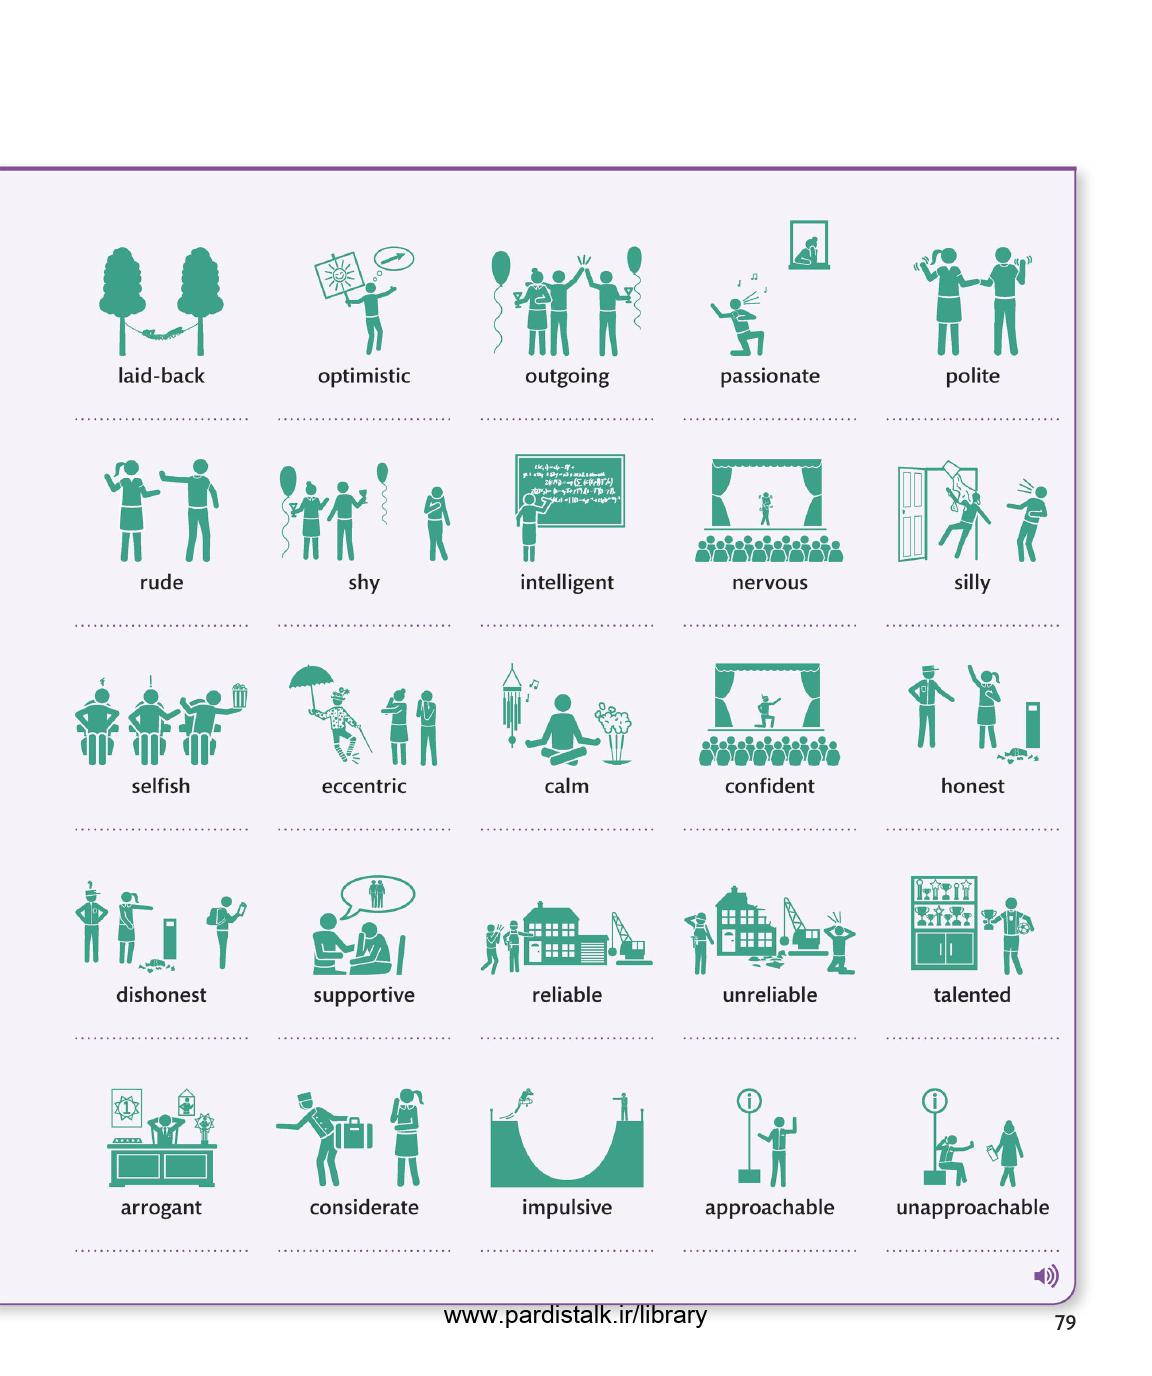 laid-back optimistic outgoing passionate polite
rude shy intelligent nervous silly
selfish eccentric calm confident honest
dishonest supportive reliable unreliable talented
1
arrogant considerate impulsive approachable unapproachable
www.pardistalk.ir/library
79